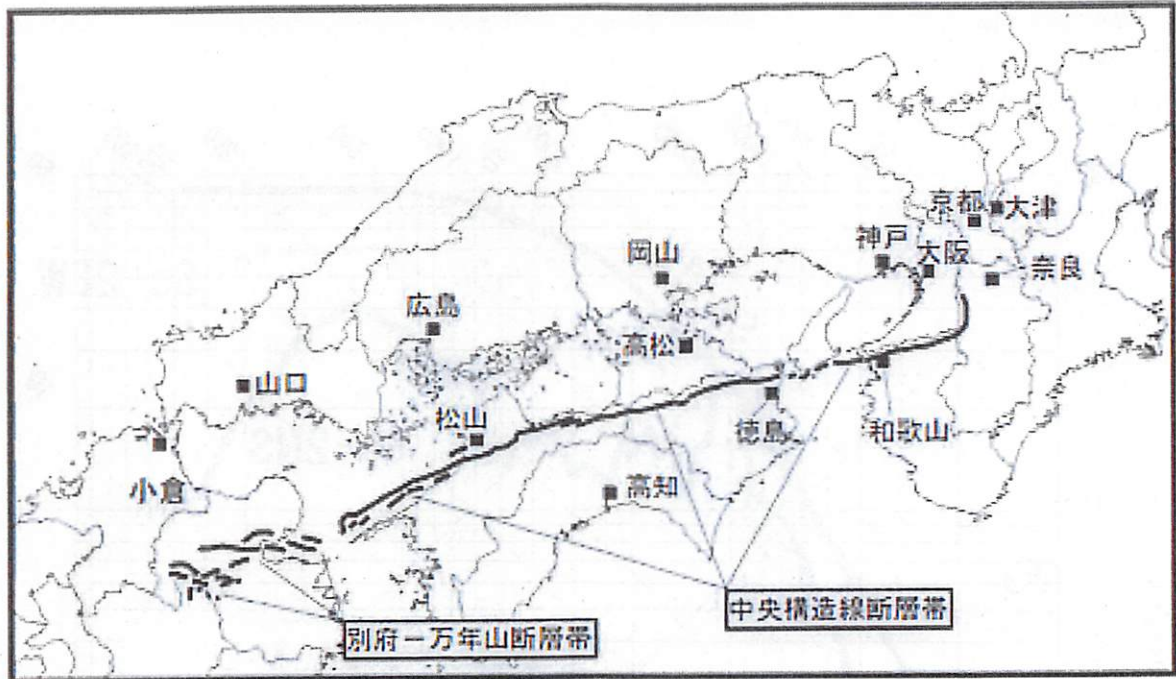 京都
大津
神戸
大阪
奈良
岡山
広島
高松
山口
松山
徳島
和歌山
小倉
高知
中央構造線断層帯
別府－万年山断層帯